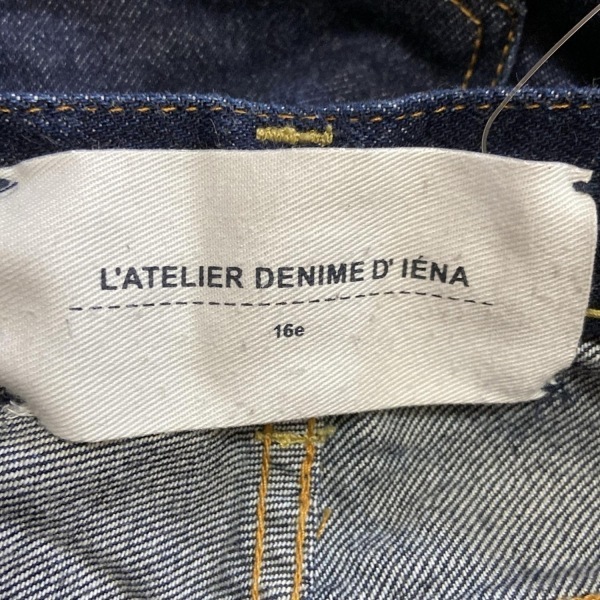 L'ATELIER DENIME D' IÉNA
16e